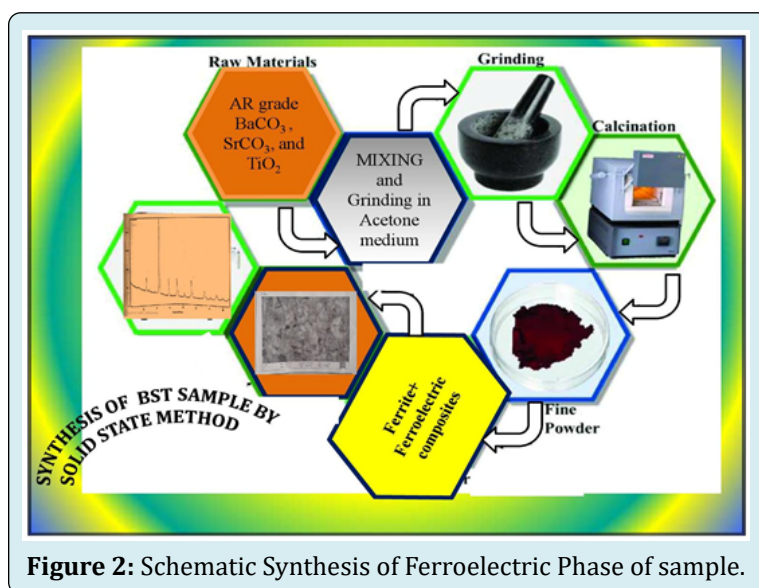 Raw Materials
Grinding
AR grade
BaCO₃,
SrCO₃, and
TiO₂
MIXING
and
Grinding in
Acetone
medium
Calcination
Fine
Powder
Ferrite+
Ferroelectric
composites
SYNTHESIS OF BST SAMPLE BY
SOLID STATE METHOD
Figure 2: Schematic Synthesis of Ferroelectric Phase of sample.